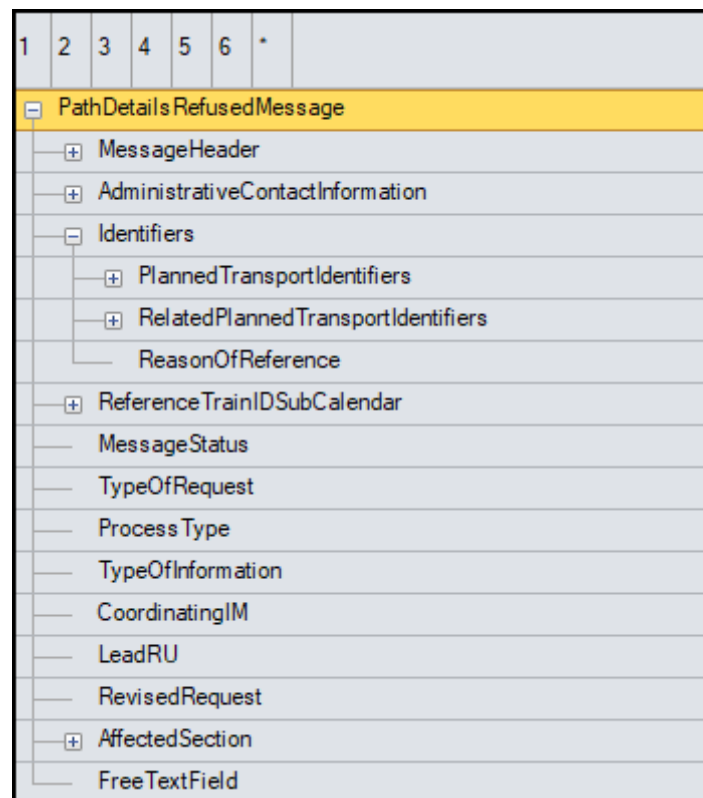 1 2 3 4 5 6 *
PathDetailsRefusedMessage
MessageHeader
AdministrativeContactInformation
Identifiers
PlannedTransportIdentifiers
RelatedPlannedTransportIdentifiers
ReasonOfReference
ReferenceTrainIDSubCalendar
MessageStatus
TypeOfRequest
ProcessType
TypeOfInformation
CoordinatingIM
LeadRU
RevisedRequest
AffectedSection
FreeTextField